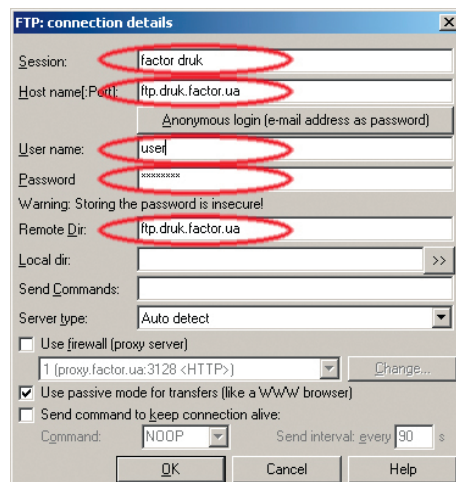 FTP: connection details
Session: factor druk
Host name[:Port]: ftp.druk.factor.ua
Anonymous login (e-mail address as password)
User name: user
Password xxxxxxxx
Warning: Storing the password is insecure!
Remote Dir: ftp.druk.factor.ua
Local dir: >>
Send Commands:
Server type: Auto detect
Use firewall (proxy server)
1 (proxy.factor.ua:3128 <HTTP>) Change...
Use passive mode for transfers (like a WWW browser)
Send command to keep connection alive:
Command: NOOP Send interval: every 90 s
OK Cancel Help